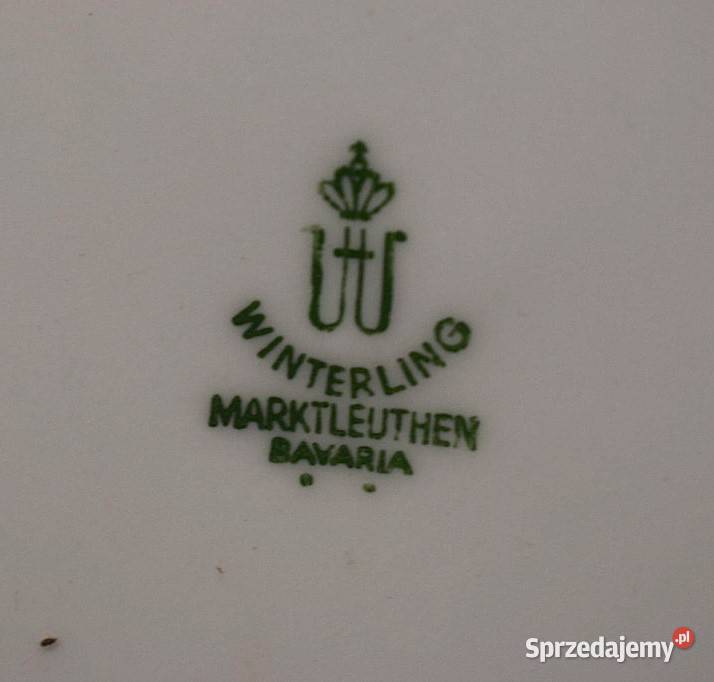 WINTERLING
MARKTLEUTHEN
BAVARIA
Sprzedajemy.pl